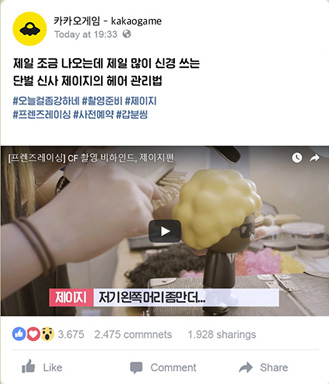 카카오게임 - kakaogame
Today at 19:33
제일 조금 나오는데 제일 많이 신경 쓰는
단벌 신사 제이지의 헤어 관리법
#오늘컬좀강하네 #촬영준비 #제이지
#프렌즈레이싱 #사전예약 #갑분씽
[프렌즈레이싱] CF 촬영 비하인드, 제이지편
제이지 저기 왼쪽 머리 좀만 더...
3.675 2.475 commnets 1.928 sharings
Like Comment Share